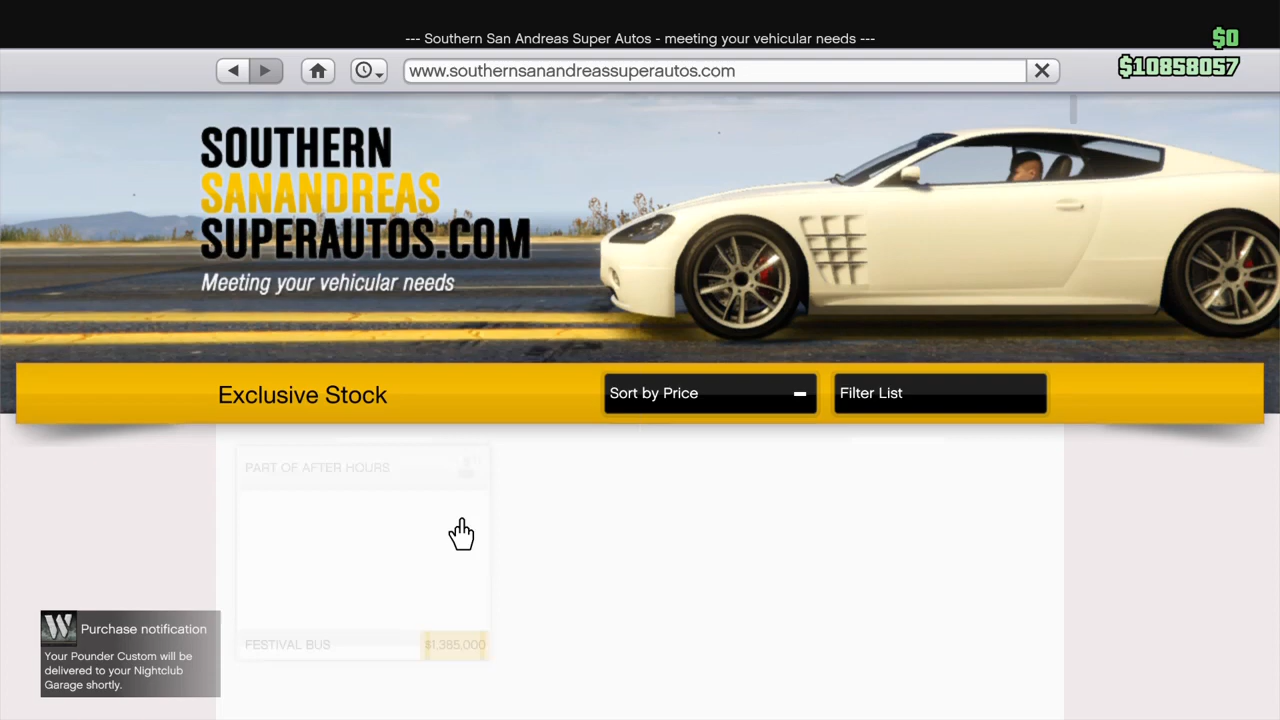 --- Southern San Andreas Super Autos - meeting your vehicular needs ---
$0
$10858057
www.southernsanandreassuperautos.com
SOUTHERN
SANANDREAS
SUPERAUTOS.COM
Meeting your vehicular needs
Exclusive Stock
Sort by Price
Filter List
PART OF AFTER HOURS
FESTIVAL BUS
$1,385,000
W
Purchase notification
Your Pounder Custom will be
delivered to your Nightclub
Garage shortly.